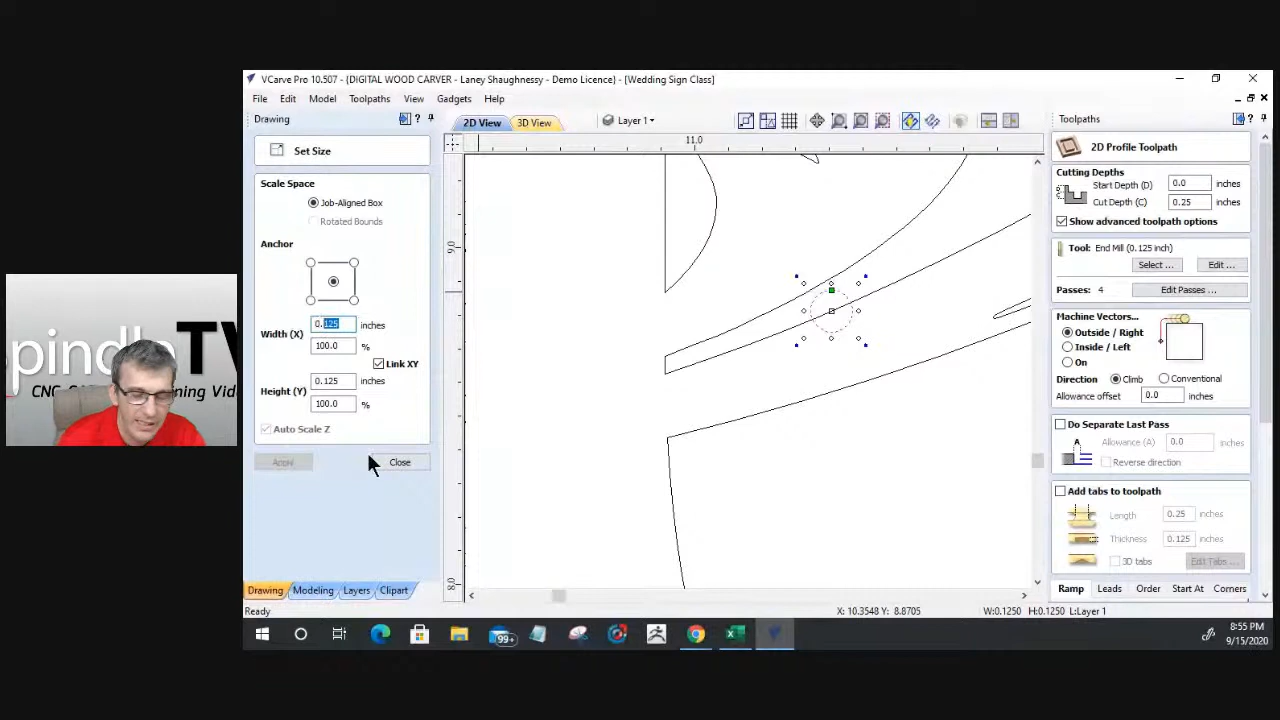 VCarve Pro 10.507 - {DIGITAL WOOD CARVER - Laney Shaughnessy - Demo Licence} - [Wedding Sign Class]
File Edit Model Toolpaths View Gadgets Help
Drawing
Set Size
Scale Space
Job-Aligned Box
Rotated Bounds
Anchor
Width (X)
0.125 inches
100.0 %
Link XY
Height (Y)
0.125 inches
100.0 %
Auto Scale Z
Apply
Close
Drawing Modeling Layers Clipart
2D View 3D View Layer 1
11.0
9.0
8.0
Toolpaths
2D Profile Toolpath
Cutting Depths
Start Depth (D) 0.0 inches
Cut Depth (C) 0.25 inches
Show advanced toolpath options
Tool: End Mill (0.125 inch)
Select ... Edit ...
Passes: 4 Edit Passes ...
Machine Vectors...
Outside / Right
Inside / Left
On
Direction Climb Conventional
Allowance offset 0.0 inches
Do Separate Last Pass
A
Allowance (A) 0.0 inches
Reverse direction
Add tabs to toolpath
Length 0.25 inches
Thickness 0.125 inches
3D tabs Edit Tabs ...
Ramp Leads Order Start At Corners
Ready
X: 10.3548 Y: 8.8705
W:0.1250 H:0.1250 L:Layer 1
99+
8:55 PM
9/15/2020